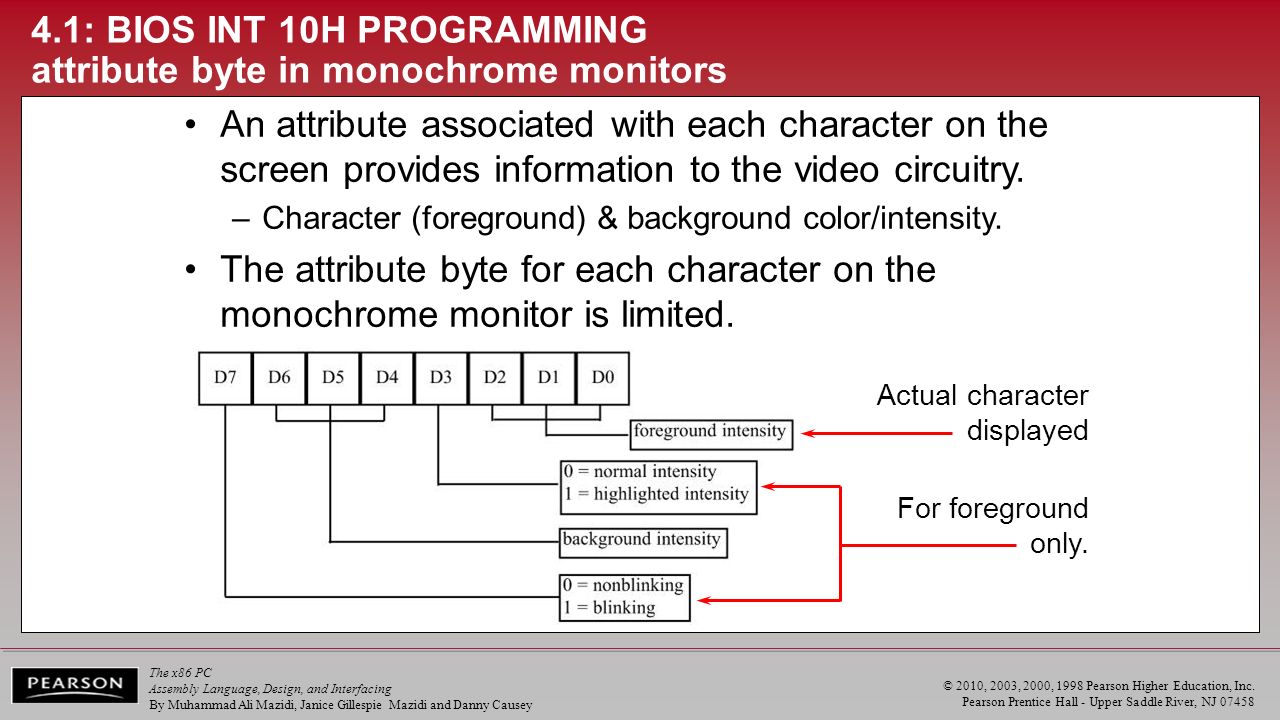 4.1: BIOS INT 10H PROGRAMMING
attribute byte in monochrome monitors
• An attribute associated with each character on the
screen provides information to the video circuitry.
– Character (foreground) & background color/intensity.
• The attribute byte for each character on the
monochrome monitor is limited.
D7 D6 D5 D4 D3 D2 D1 D0
Actual character
displayed
foreground intensity
0 = normal intensity
1 = highlighted intensity
For foreground
only.
background intensity
0 = nonblinking
1 = blinking
PEARSON
The x86 PC
Assembly Language, Design, and Interfacing
By Muhammad Ali Mazidi, Janice Gillespie Mazidi and Danny Causey
© 2010, 2003, 2000, 1998 Pearson Higher Education, Inc.
Pearson Prentice Hall - Upper Saddle River, NJ 07458